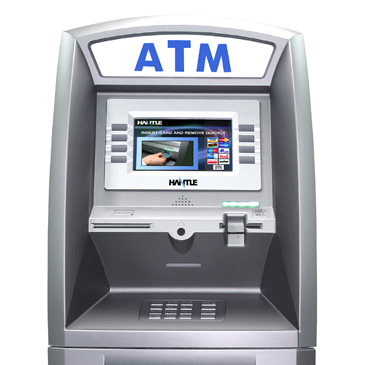 ATM
HANTLE
INSERT CARD AND REMOVE QUICKLY
HANTLE